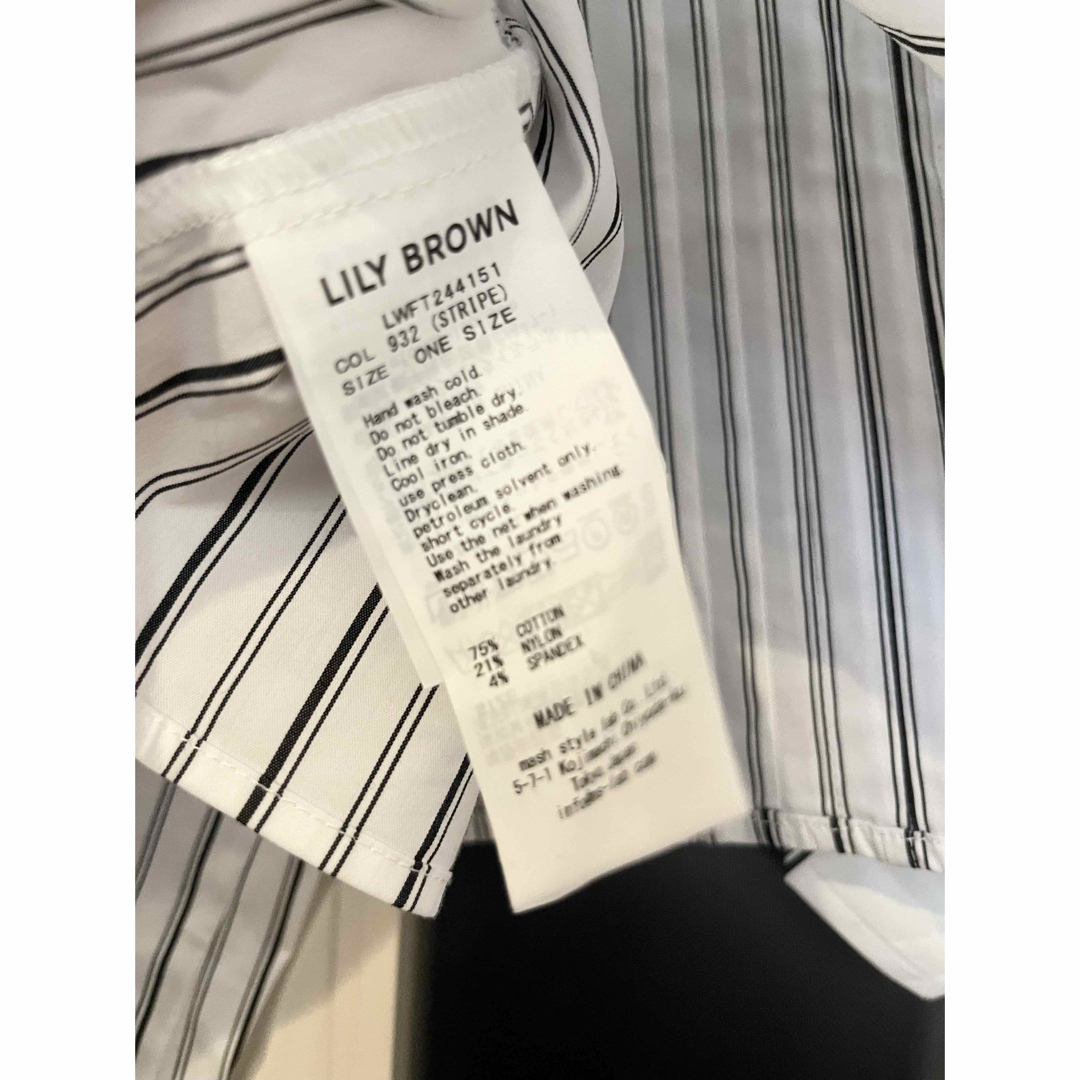 LILY BROWN
LWFT244151
COL 932 (STRIPE)
SIZE ONE SIZE
Hand wash cold.
Do not bleach.
Do not tumble dry.
Line dry in shade.
Cool iron.
use press cloth.
Dryclean.
petroleum solvent only.
short cycle.
Use the net when washing.
Wash the laundry
separately from
other laundry.
75% COTTON
21% NYLON
4% SPANDEX
MADE IN CHINA
mash style lab Co. Ltd.
5-7-1 Kojimachi
Tokyo Japan